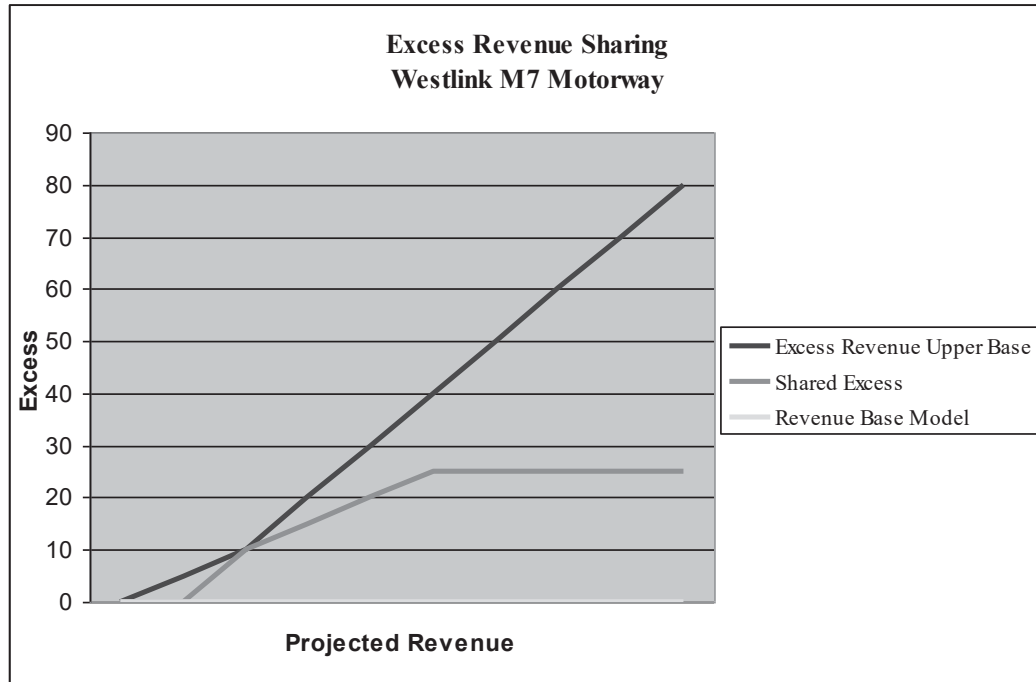 Excess Revenue Sharing
Westlink M7 Motorway
90
80
70
60
50
40
30
20
10
0
Excess
Projected Revenue
Excess Revenue Upper Base
Shared Excess
Revenue Base Model